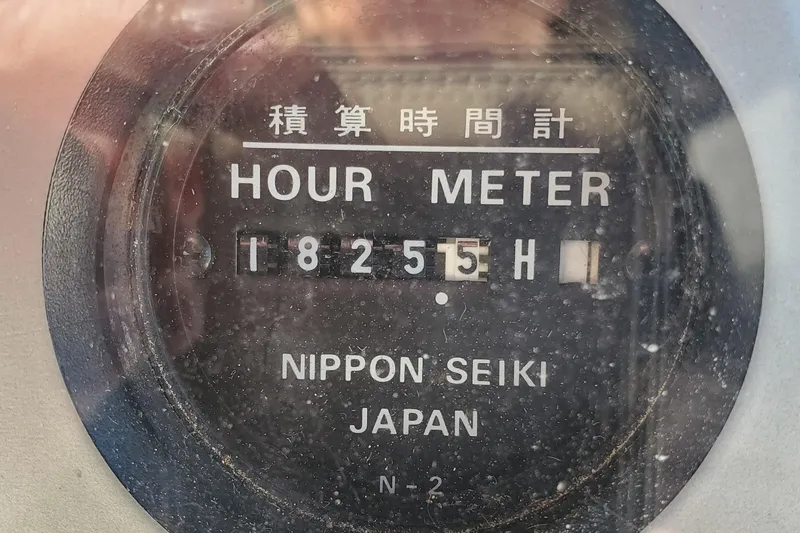 積算時間計
HOUR METER
18255H
NIPPON SEIKI
JAPAN
N-2